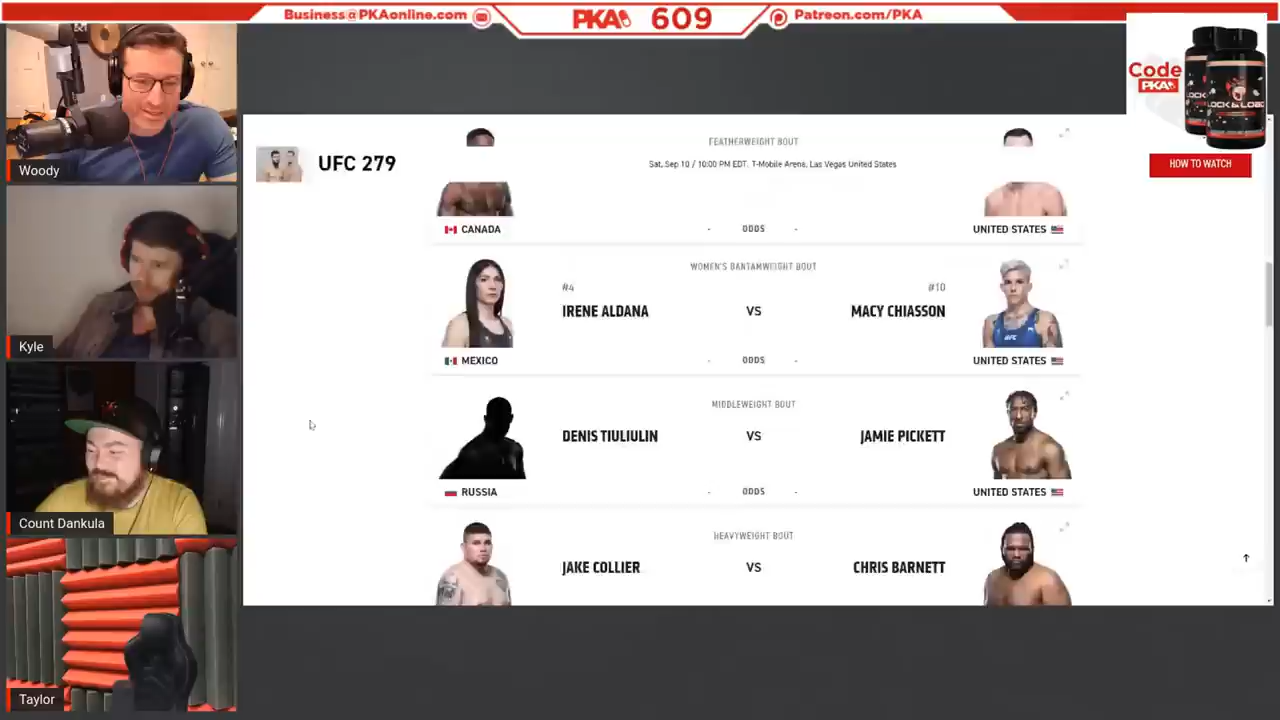 Business@PKAonline.com
PKA 609
Patreon.com/PKA
Code
PKA
LOCK & LOAD
HOW TO WATCH
Woody
Kyle
Count Dankula
Taylor
UFC 279
FEATHERWEIGHT BOUT
Sat, Sep 10 / 10:00 PM EDT, T-Mobile Arena, Las Vegas United States
CANADA
- ODDS -
UNITED STATES
WOMEN'S BANTAMWEIGHT BOUT
#4
#10
IRENE ALDANA VS MACY CHIASSON
MEXICO
- ODDS -
UNITED STATES
MIDDLEWEIGHT BOUT
DENIS TIULIULIN VS JAMIE PICKETT
RUSSIA
- ODDS -
UNITED STATES
HEAVYWEIGHT BOUT
JAKE COLLIER VS CHRIS BARNETT